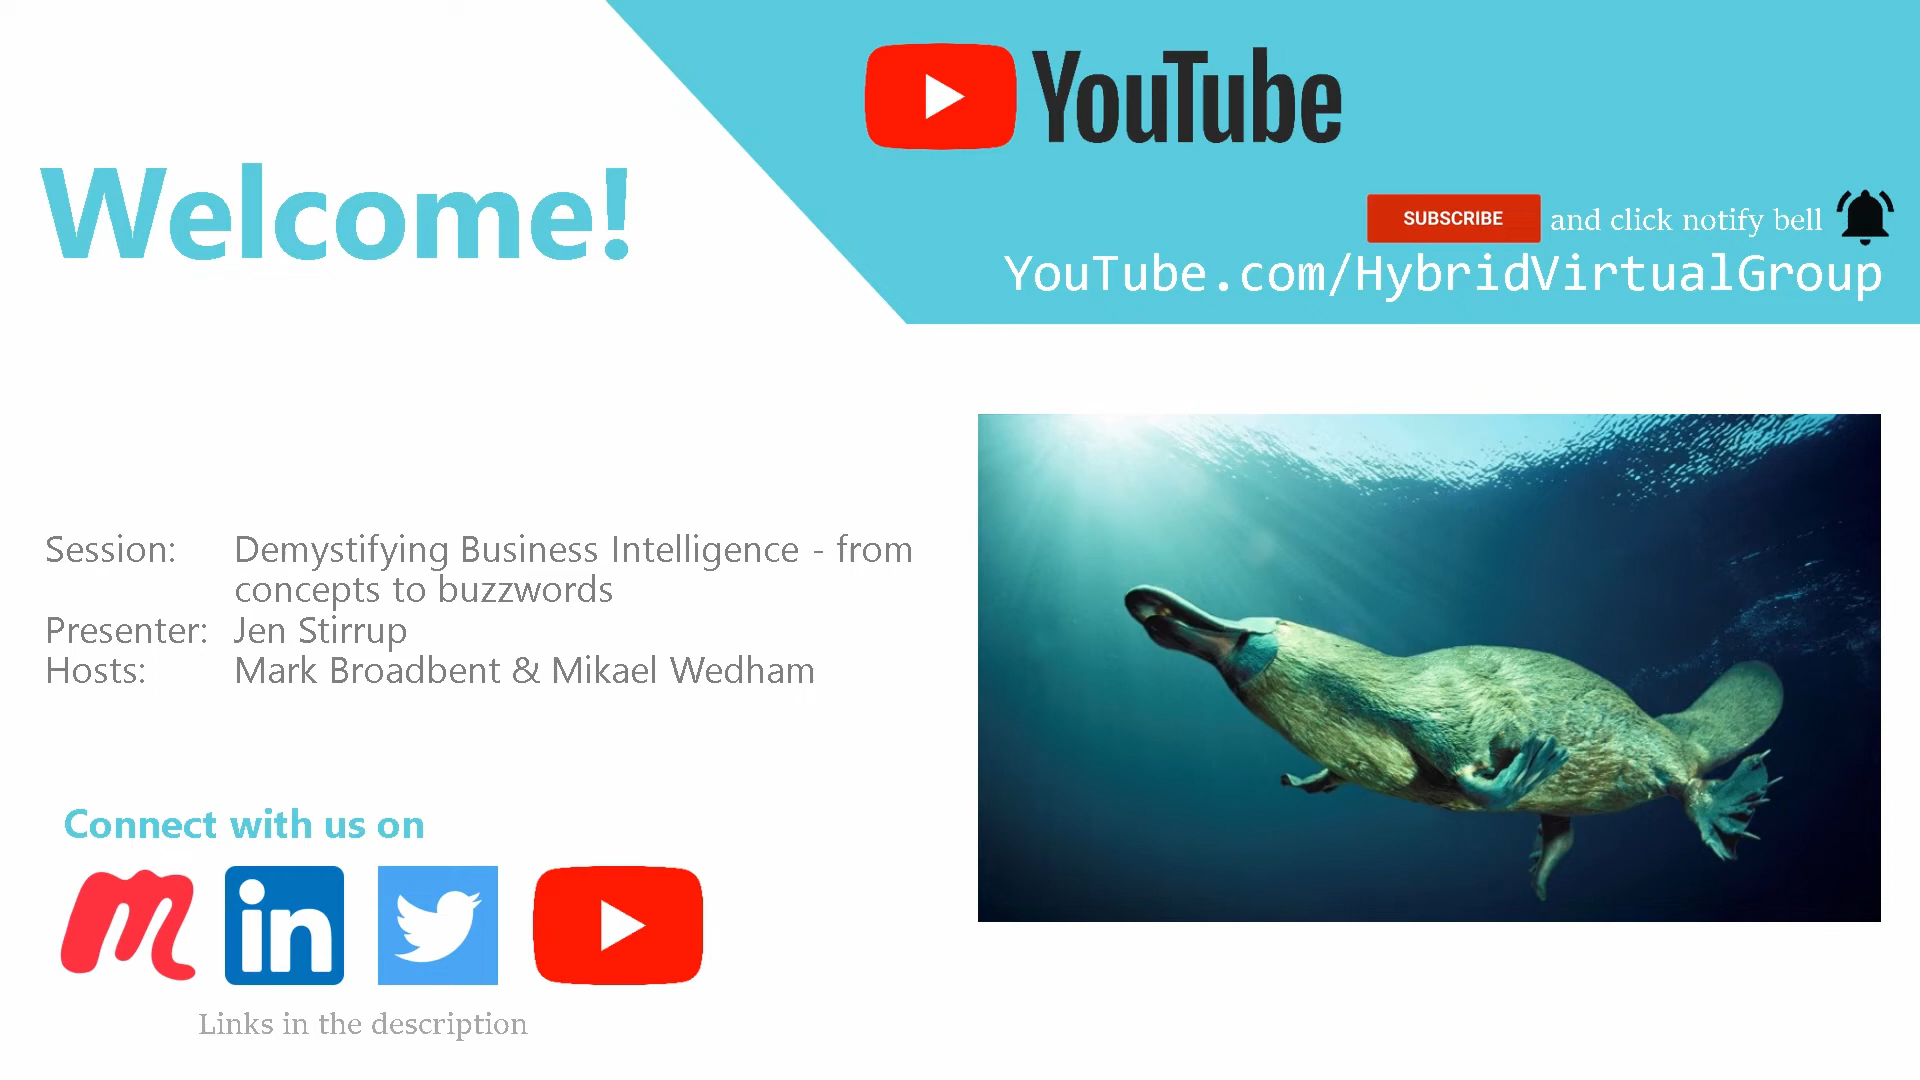 YouTube
Welcome!
SUBSCRIBE and click notify bell
YouTube.com/HybridVirtualGroup
Session: Demystifying Business Intelligence - from
concepts to buzzwords
Presenter: Jen Stirrup
Hosts: Mark Broadbent & Mikael Wedham
Connect with us on
m in
Links in the description